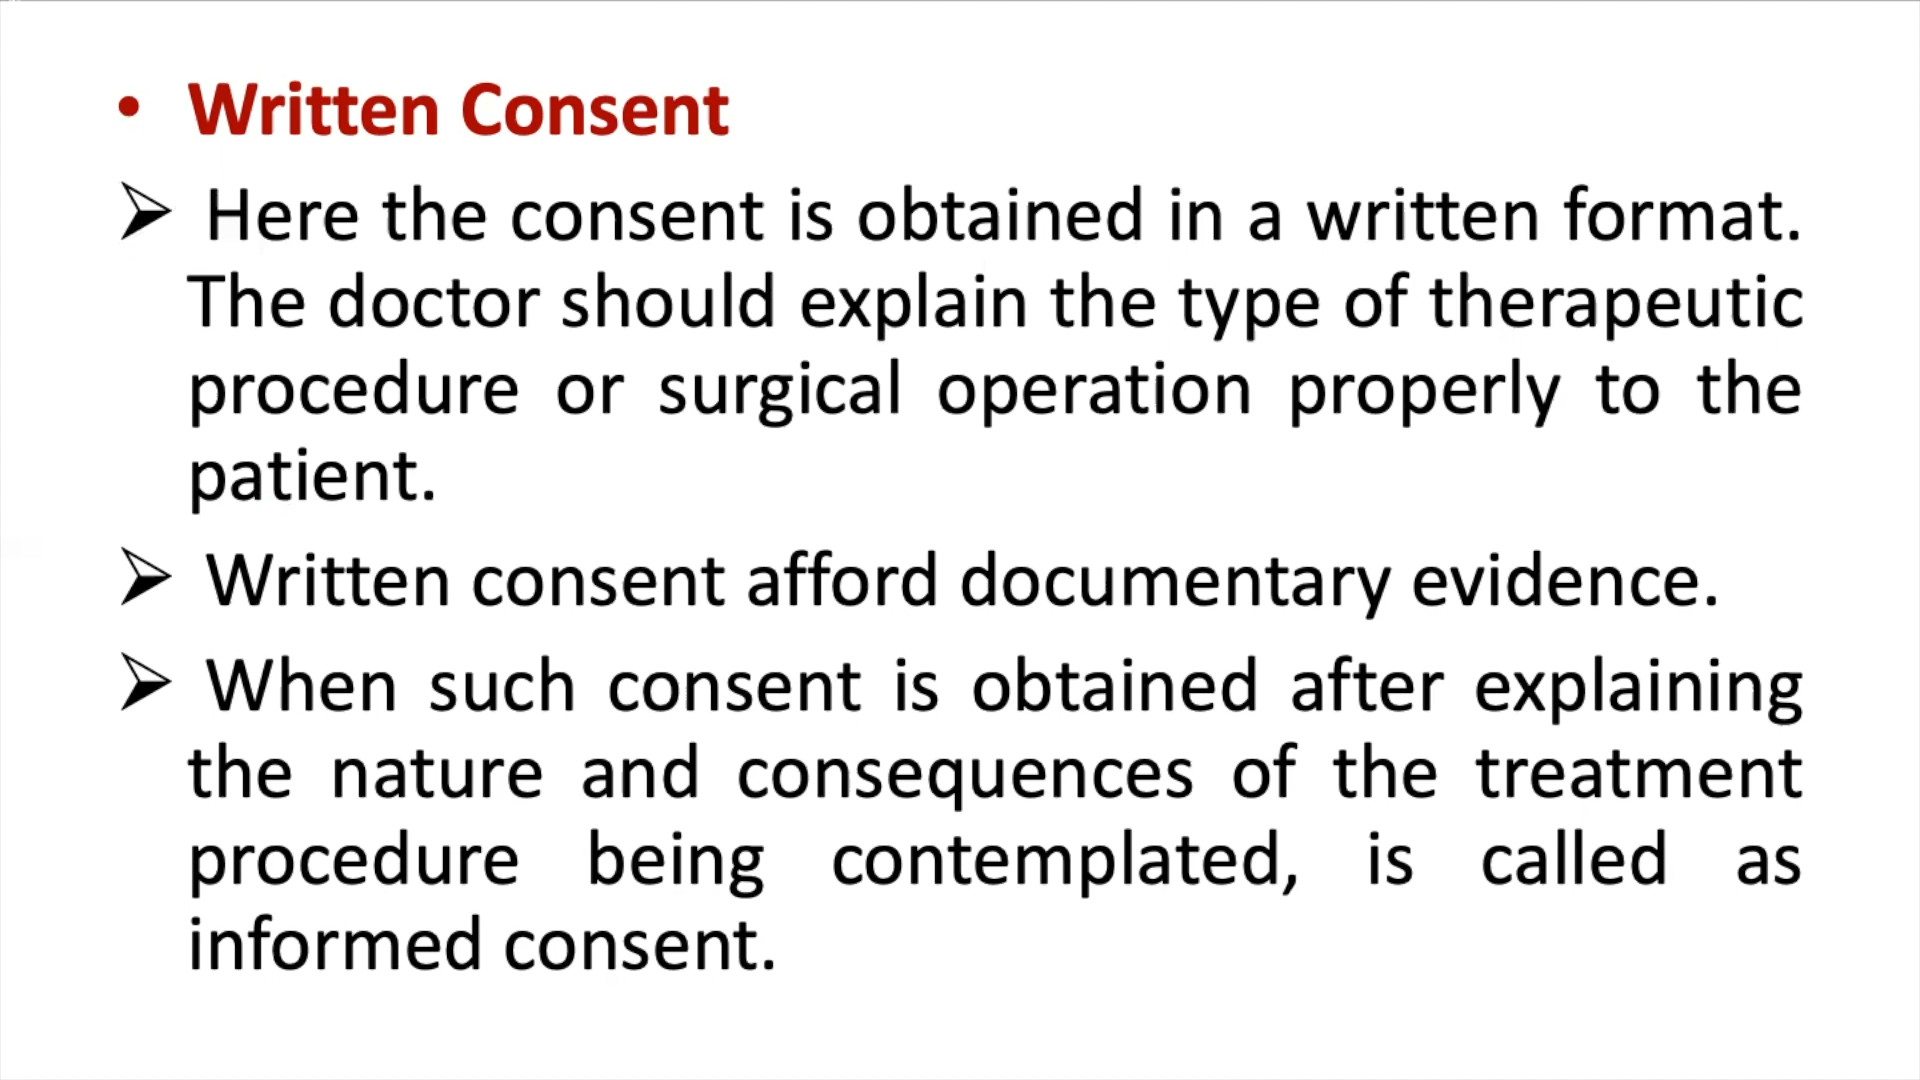 • Written Consent
➢ Here the consent is obtained in a written format.
The doctor should explain the type of therapeutic
procedure or surgical operation properly to the
patient.
➢ Written consent afford documentary evidence.
➢ When such consent is obtained after explaining
the nature and consequences of the treatment
procedure being contemplated, is called as
informed consent.